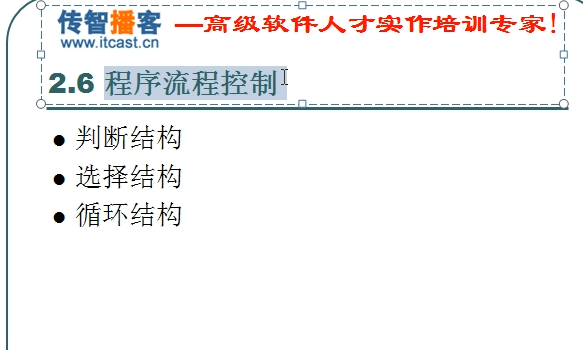 传智播客 —高级软件人才实作培训专家!
www.itcast.cn
2.6 程序流程控制
● 判断结构
● 选择结构
● 循环结构